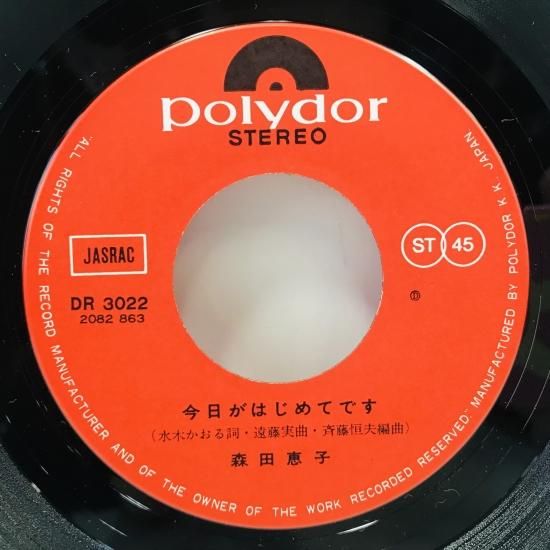 polydor
STEREO
JASRAC
ST 45
DR 3022
2082 863
今日がはじめてです
(水木かおる詞・遠藤実曲・斉藤恒夫編曲)
森田恵子
ALL RIGHTS OF THE RECORD MANUFACTURER AND OF THE OWNER OF THE WORK RECORDED RESERVED. MANUFACTURED BY POLYDOR K. K. JAPAN